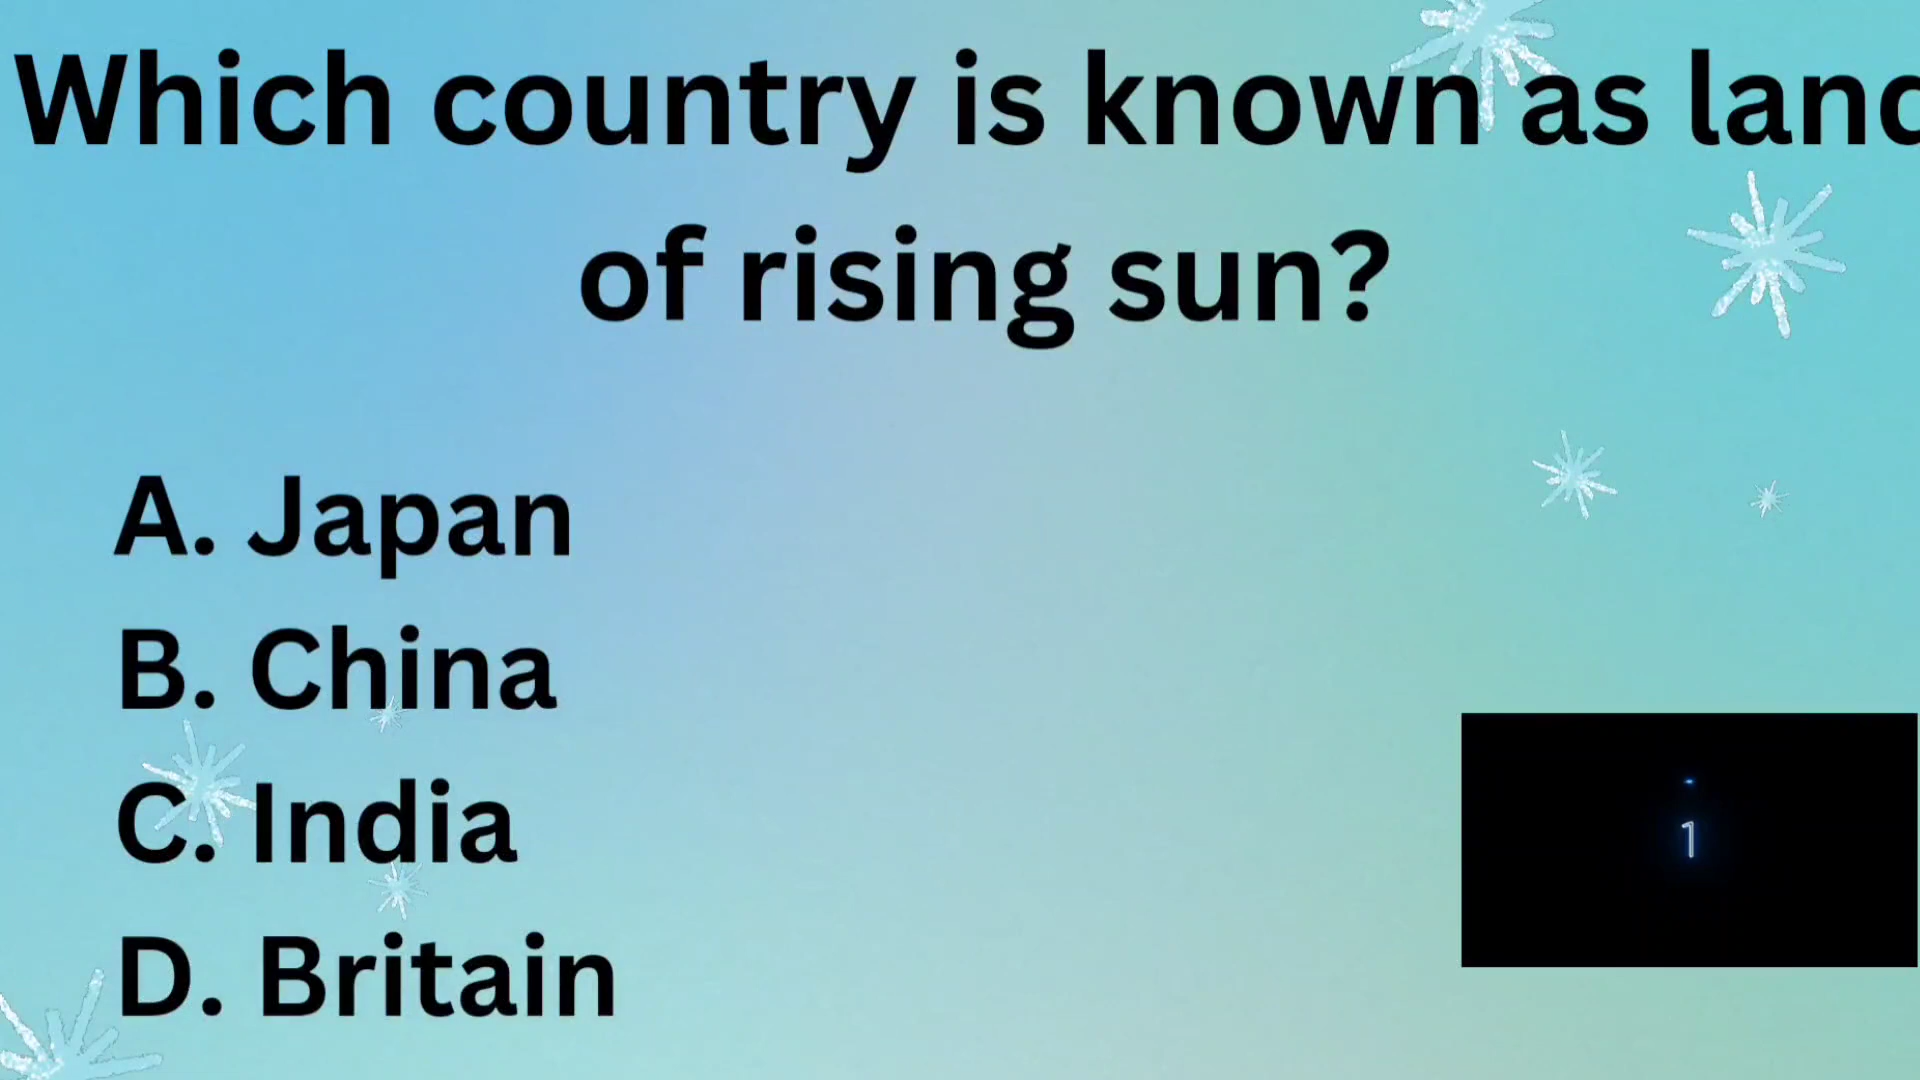 Which country is known as land
of rising sun?
A. Japan
B. China
C. India
D. Britain
1